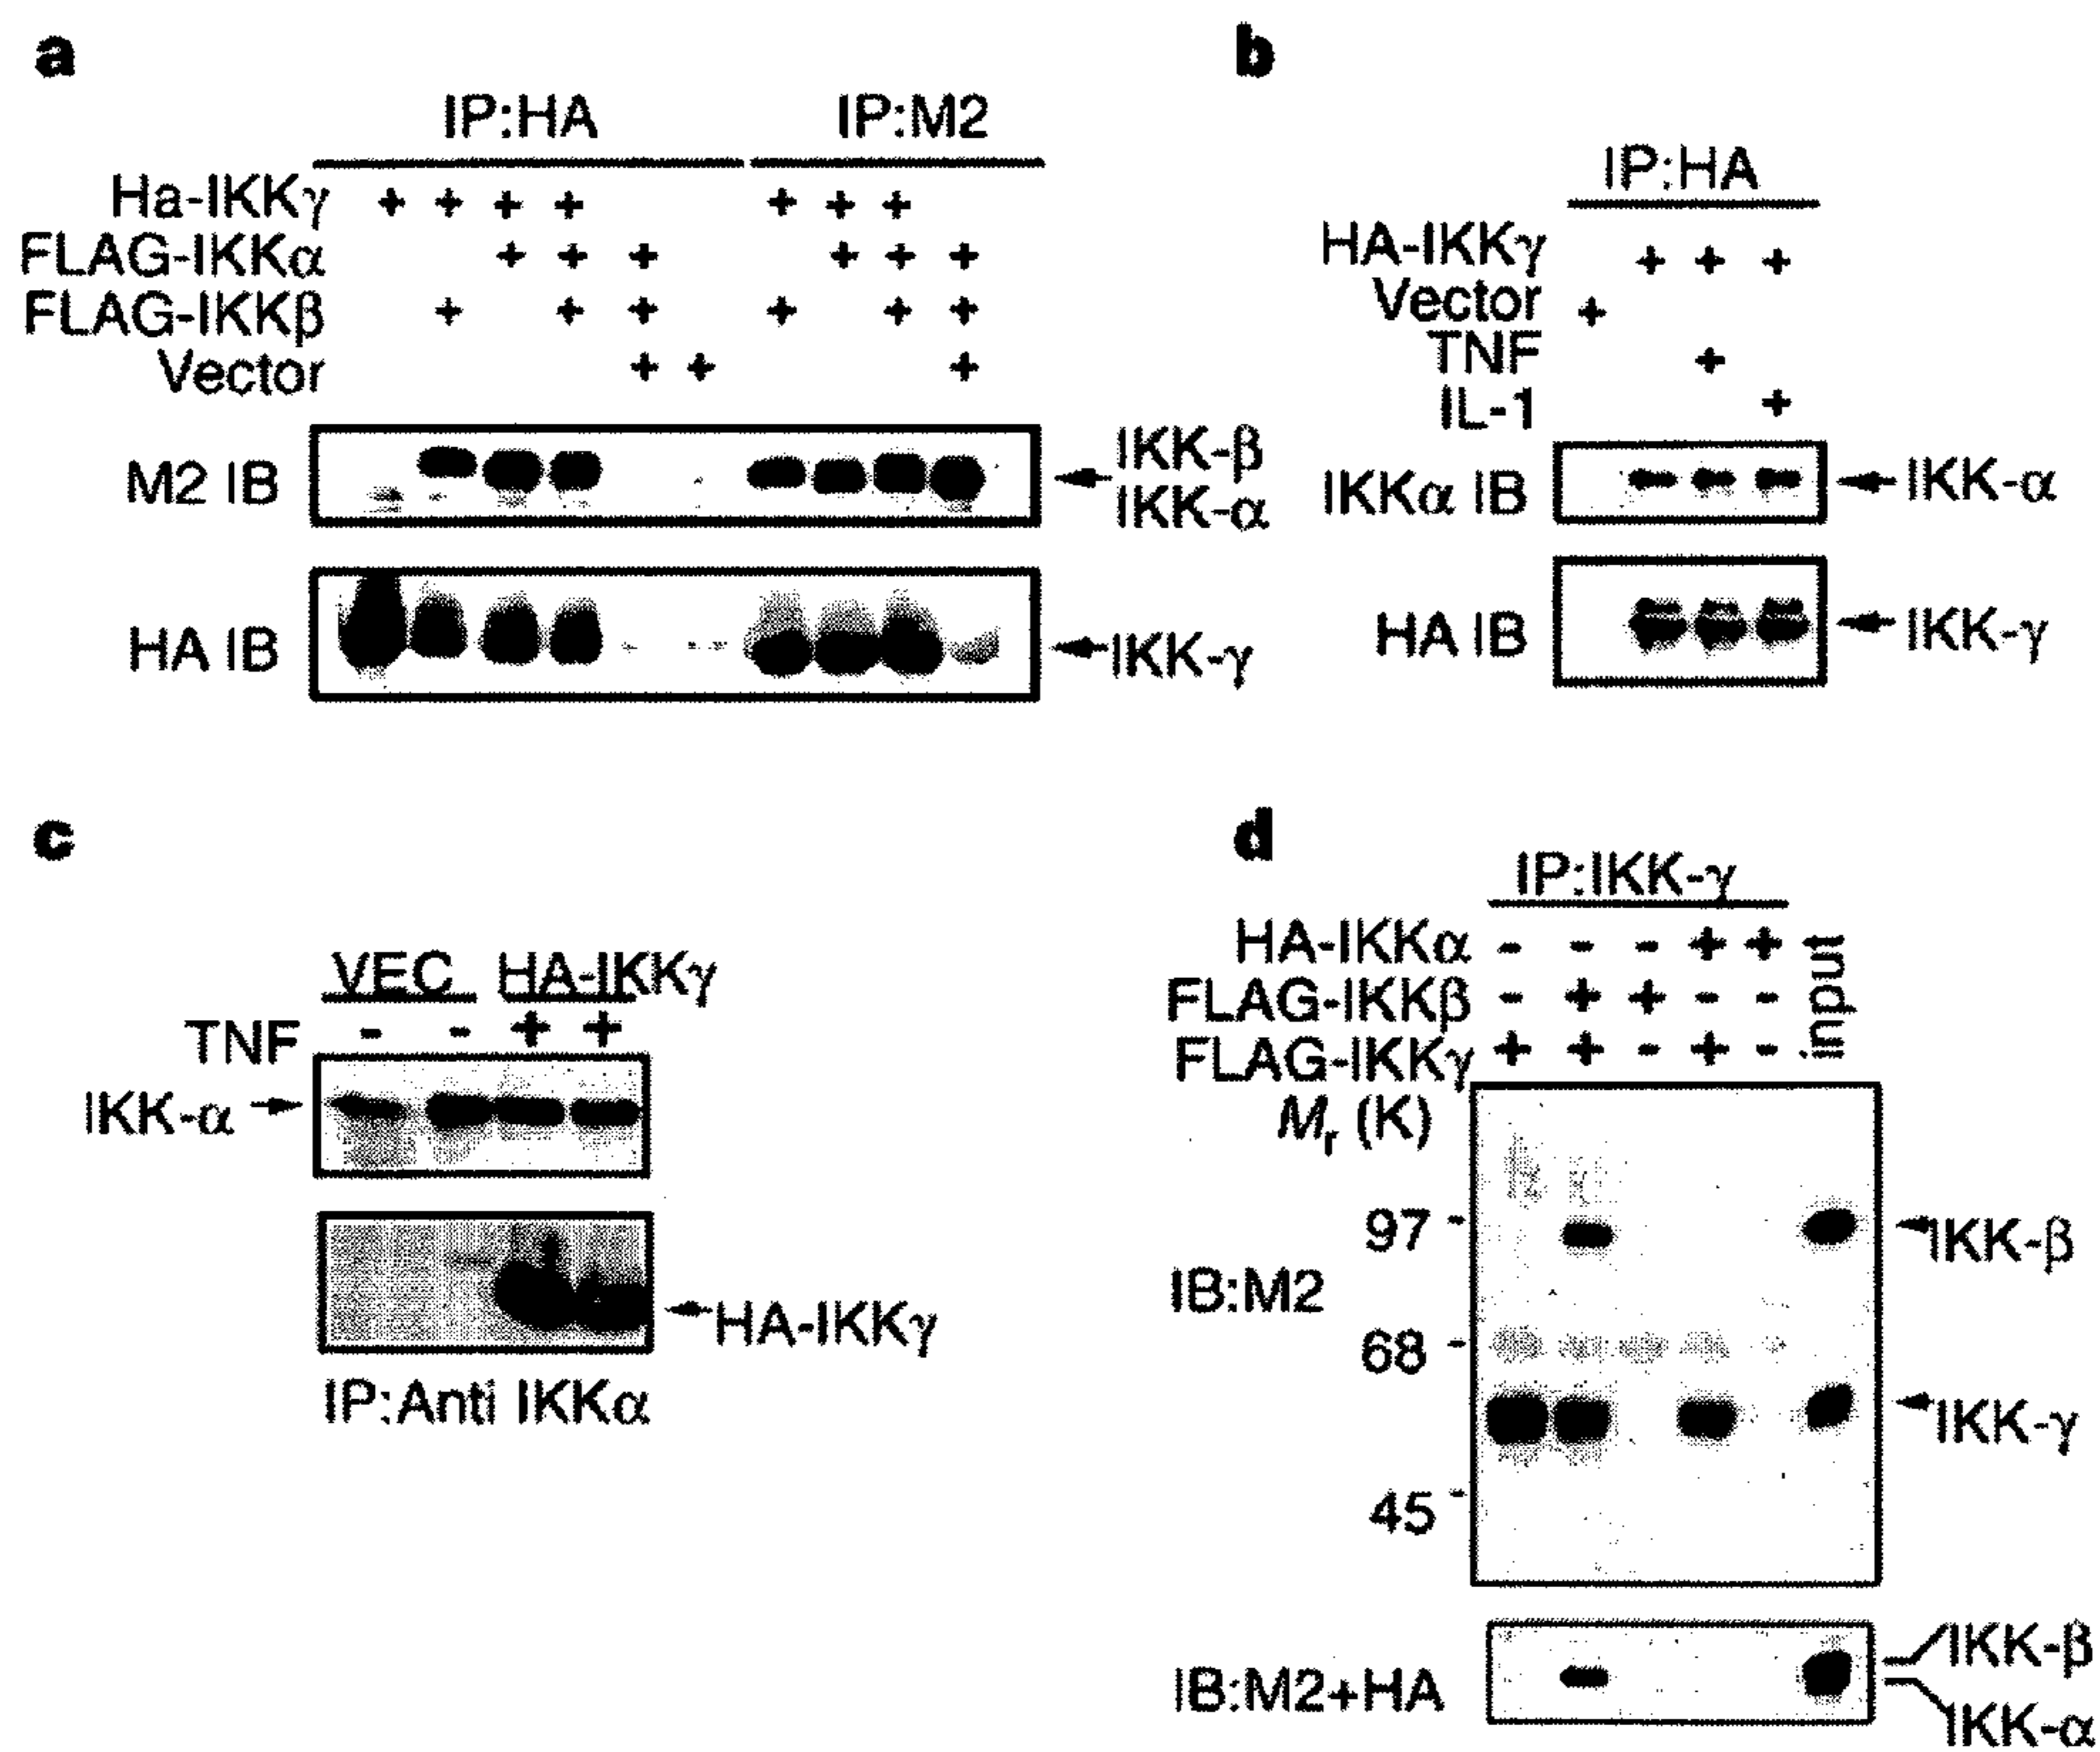 a
IP:HA IP:M2
Ha-IKKγ + + + + + + +
FLAG-IKKα + + + + + +
FLAG-IKKβ + + + + + +
Vector + + +
M2 IB
IKK-β
IKK-α
HA IB
IKK-γ
b
IP:HA
HA-IKKγ + + +
Vector +
TNF +
IL-1 +
IKKα IB
IKK-α
HA IB
IKK-γ
c
VEC HA-IKKγ
TNF - - + +
IKK-α
HA-IKKγ
IP:Anti IKKα
d
IP:IKK-γ
HA-IKKα - - - + +
FLAG-IKKβ - + + - -
FLAG-IKKγ + + - + -
input
Mr (K)
97
IKK-β
IB:M2
68
IKK-γ
45
IB:M2+HA
IKK-β
IKK-α